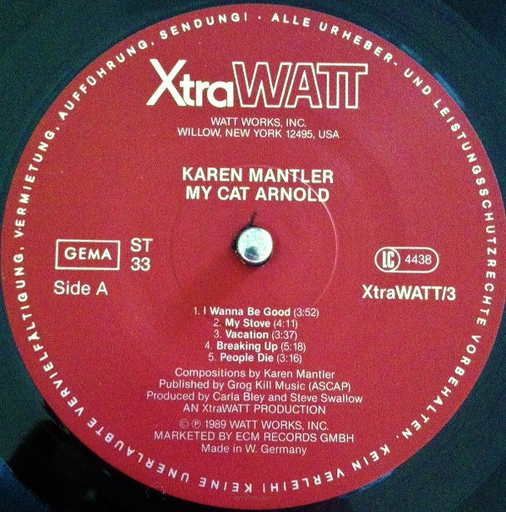 ALLE URHEBER- UND LEISTUNGSSCHUTZRECHTE VORBEHALTEN. KEIN VERLEIH! KEINE UNERLAUBTE VERVIELFÄLTIGUNG, VERMIETUNG, AUFFÜHRUNG, SENDUNG! ·
XtraWATT
WATT WORKS, INC.
WILLOW, NEW YORK 12495, USA
KAREN MANTLER
MY CAT ARNOLD
GEMA ST 33
LC 4438
Side A
XtraWATT/3
1. I Wanna Be Good (3:52)
2. My Stove (4:11)
3. Vacation (3:37)
4. Breaking Up (5:18)
5. People Die (3:16)
Compositions by Karen Mantler
Published by Grog Kill Music (ASCAP)
Produced by Carla Bley and Steve Swallow
AN XtraWATT PRODUCTION
© ℗ 1989 WATT WORKS, INC.
MARKETED BY ECM RECORDS GMBH
Made in W. Germany